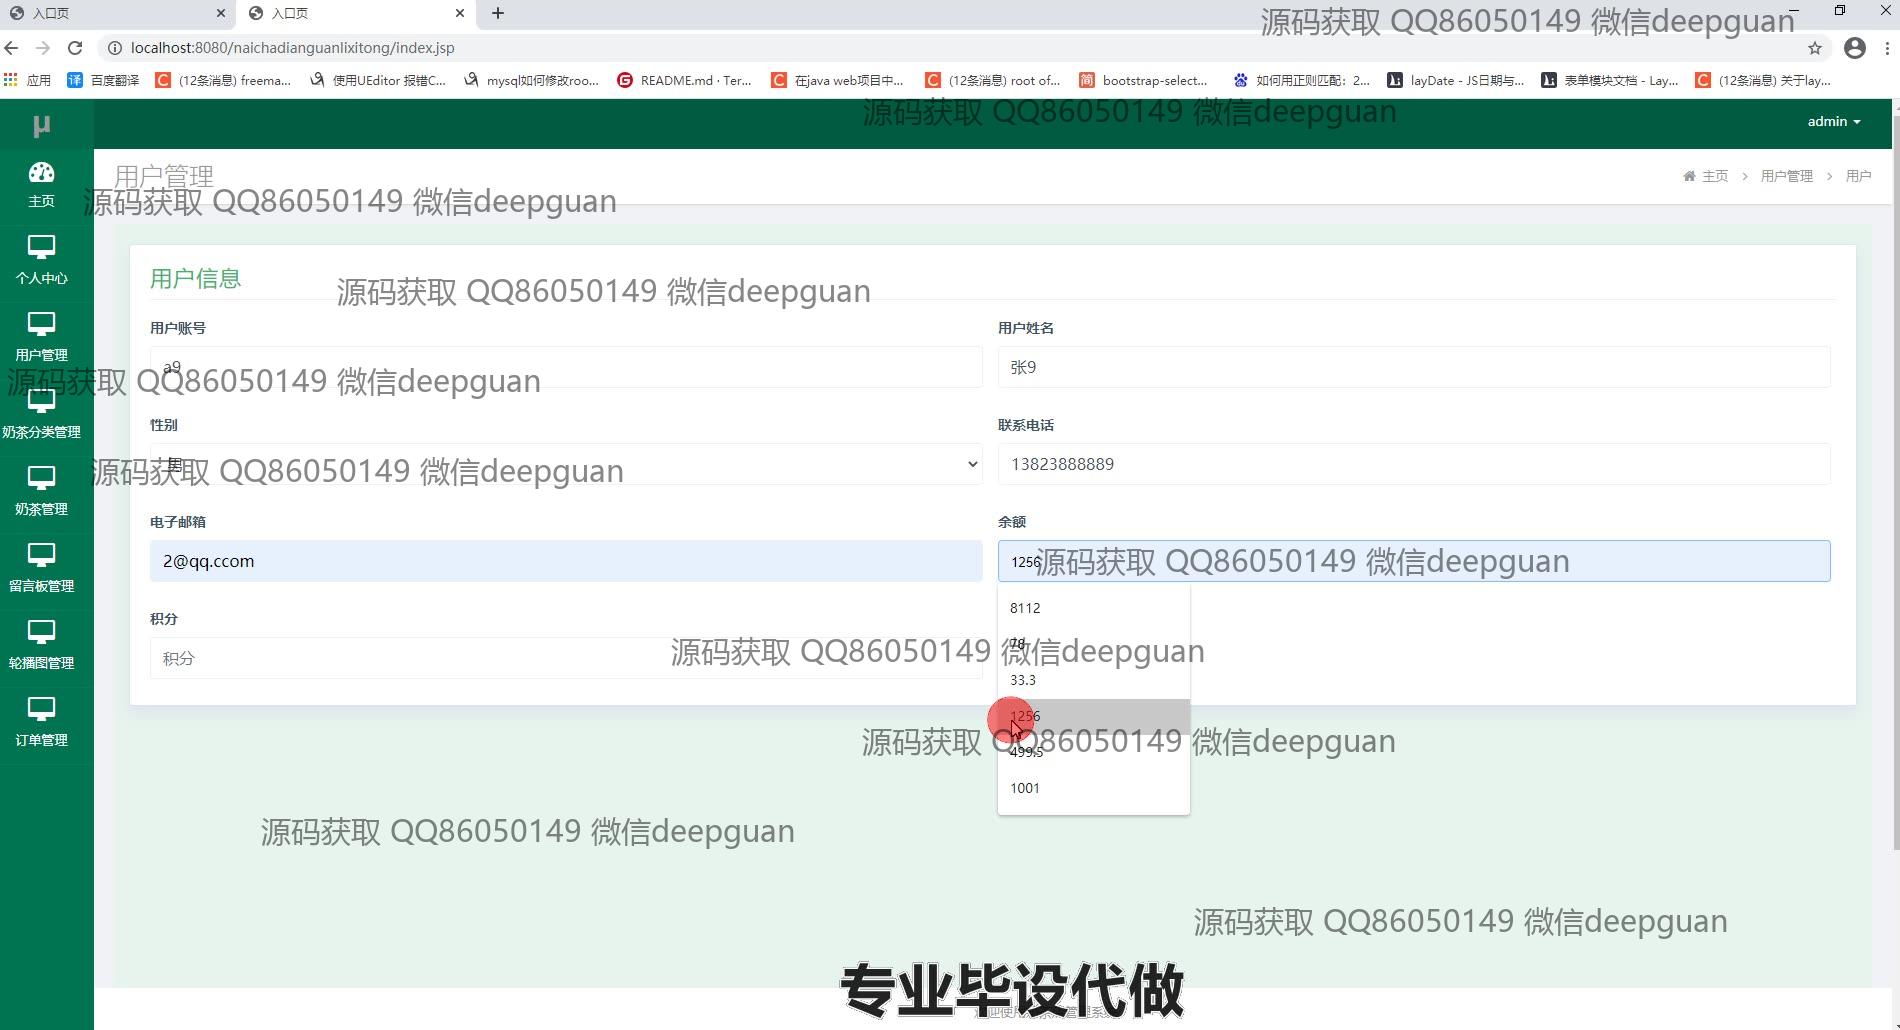 入口页
入口页
源码获取 QQ86050149 微信deepguan
localhost:8080/naichadianguanlixitong/index.jsp
应用
百度翻译
(12条消息) freema...
使用UEditor 报错C...
mysql如何修改roo...
README.md · Ter...
在java web项目中...
(12条消息) root of...
bootstrap-select...
如何用正则匹配：2...
layDate - JS日期与...
表单模块文档 - Lay...
(12条消息) 关于lay...
源码获取 QQ86050149 微信deepguan
μ
admin
主页
个人中心
用户管理
奶茶分类管理
奶茶管理
留言板管理
轮播图管理
订单管理
用户管理
主页 > 用户管理 > 用户
源码获取 QQ86050149 微信deepguan
用户信息
源码获取 QQ86050149 微信deepguan
用户账号
用户姓名
a9
张9
源码获取 QQ86050149 微信deepguan
性别
联系电话
男
13823888889
源码获取 QQ86050149 微信deepguan
电子邮箱
余额
2@qq.ccom
1256
源码获取 QQ86050149 微信deepguan
积分
积分
8112
78
33.3
1256
499.5
1001
源码获取 QQ86050149 微信deepguan
源码获取 QQ86050149 微信deepguan
源码获取 QQ86050149 微信deepguan
源码获取 QQ86050149 微信deepguan
专业毕设代做